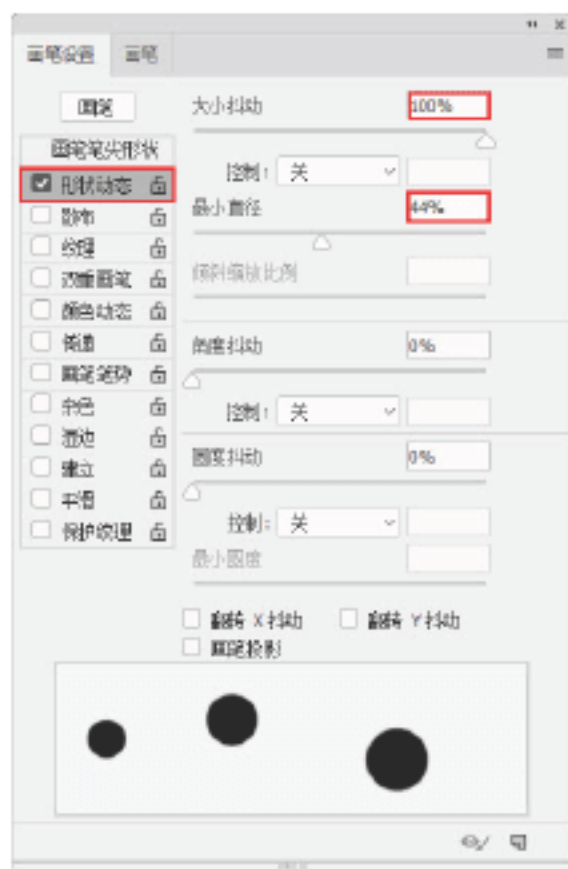 画笔设置 画笔
画笔
画笔笔尖形状
形状动态
散布
纹理
双重画笔
颜色动态
传递
画笔笔势
杂色
湿边
建立
平滑
保护纹理
大小抖动 100%
控制: 关
最小直径 44%
倾斜缩放比例
角度抖动 0%
控制: 关
圆度抖动 0%
控制: 关
最小圆度
翻转 X 抖动 翻转 Y 抖动
画笔投影